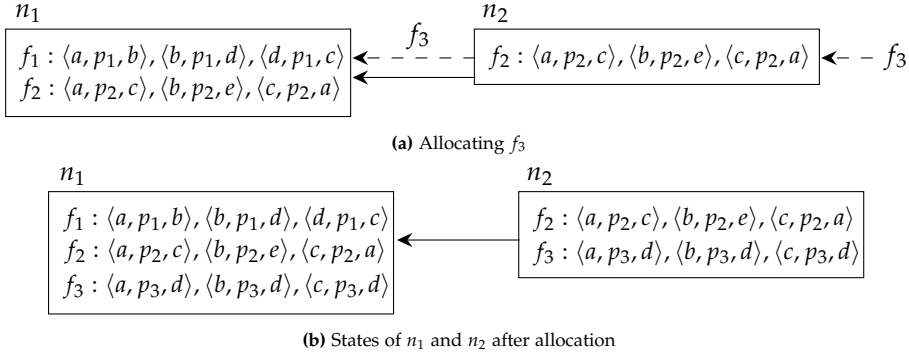 n1 n2
f1 : ⟨a, p1, b⟩, ⟨b, p1, d⟩, ⟨d, p1, c⟩
f2 : ⟨a, p2, c⟩, ⟨b, p2, e⟩, ⟨c, p2, a⟩
f3
f2 : ⟨a, p2, c⟩, ⟨b, p2, e⟩, ⟨c, p2, a⟩
f3
(a) Allocating f3
n1 n2
f1 : ⟨a, p1, b⟩, ⟨b, p1, d⟩, ⟨d, p1, c⟩
f2 : ⟨a, p2, c⟩, ⟨b, p2, e⟩, ⟨c, p2, a⟩
f3 : ⟨a, p3, d⟩, ⟨b, p3, d⟩, ⟨c, p3, d⟩
f2 : ⟨a, p2, c⟩, ⟨b, p2, e⟩, ⟨c, p2, a⟩
f3 : ⟨a, p3, d⟩, ⟨b, p3, d⟩, ⟨c, p3, d⟩
(b) States of n1 and n2 after allocation